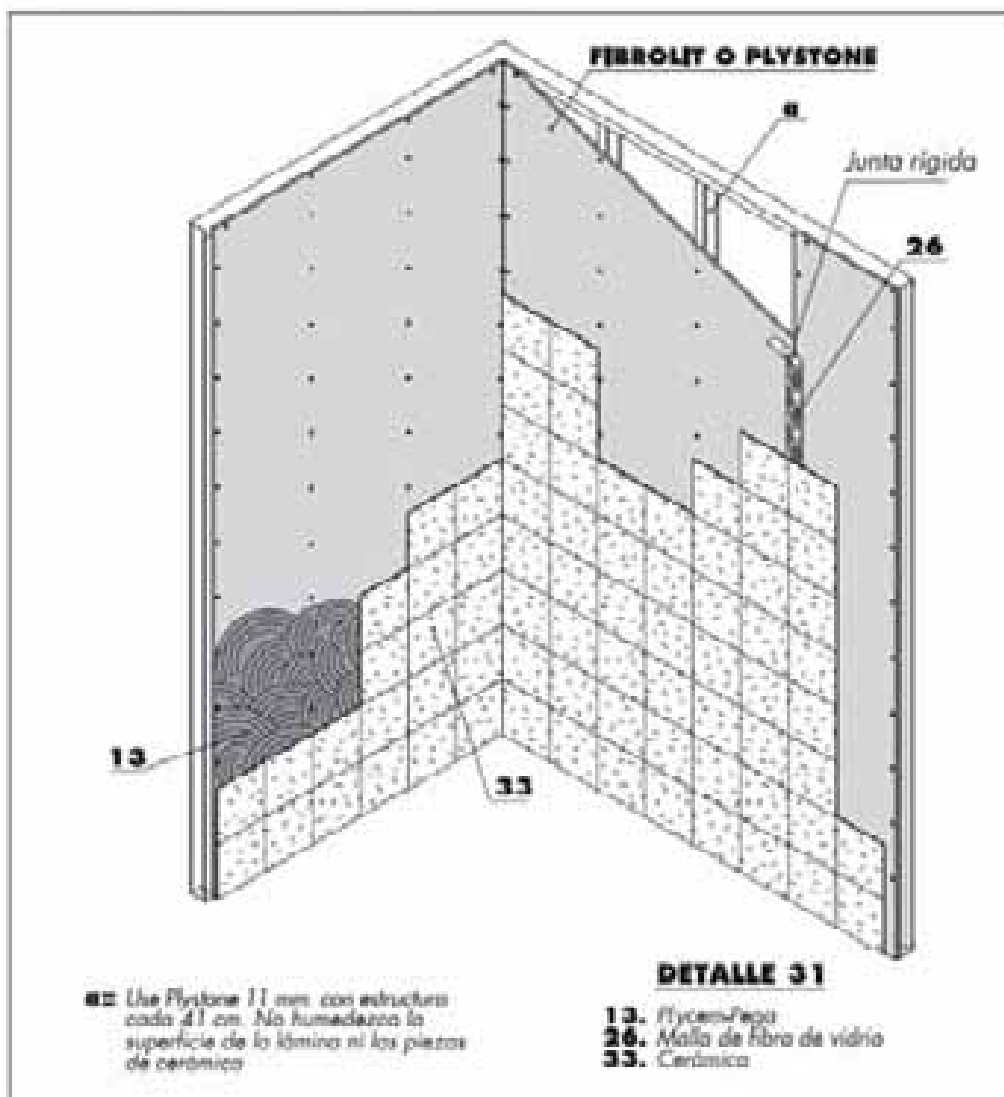 FIBROLIT O PLYSTONE
a
Junta rígida
26
13
33
a= Use Plystone 11 mm. con estructura
cada 41 cm. No humedezca la
superficie de la lámina ni las piezas
de cerámica
DETALLE 31
13. Plycem-Pega
26. Malla de fibra de vidrio
33. Cerámica